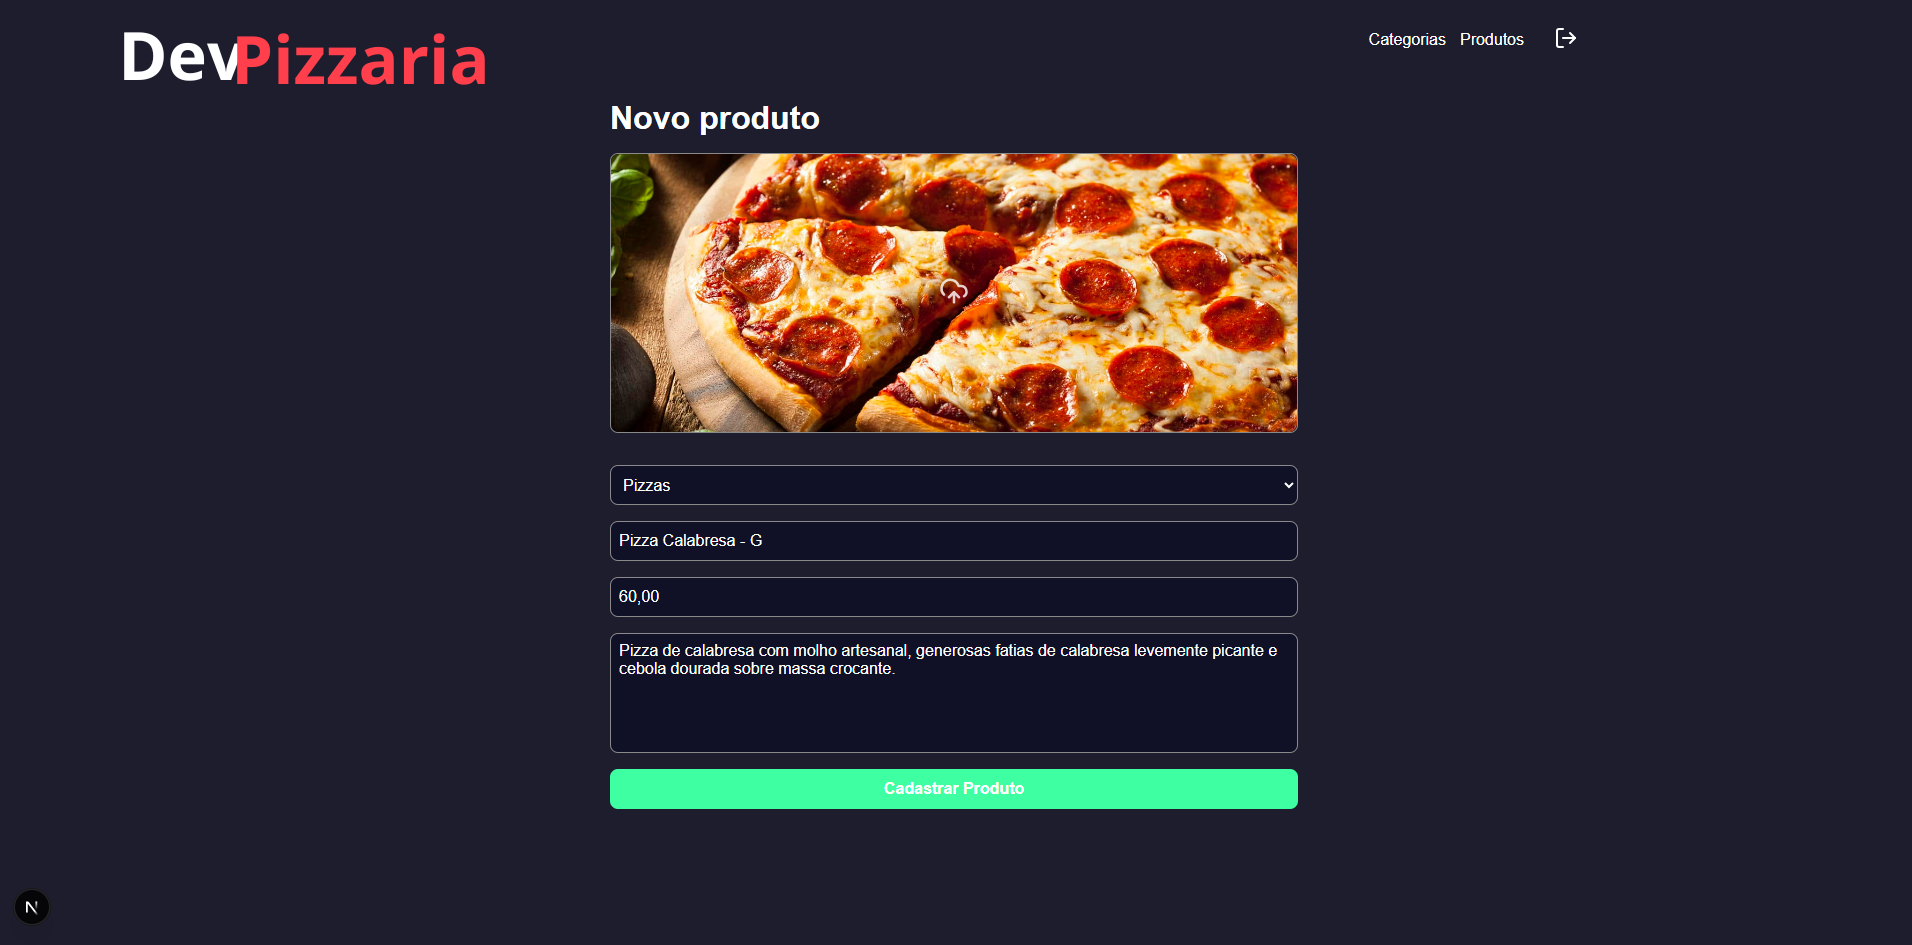 DevPizzaria
Categorias Produtos
Novo produto
Pizzas
Pizza Calabresa - G
60,00
Pizza de calabresa com molho artesanal, generosas fatias de calabresa levemente picante e
cebola dourada sobre massa crocante.
Cadastrar Produto
N